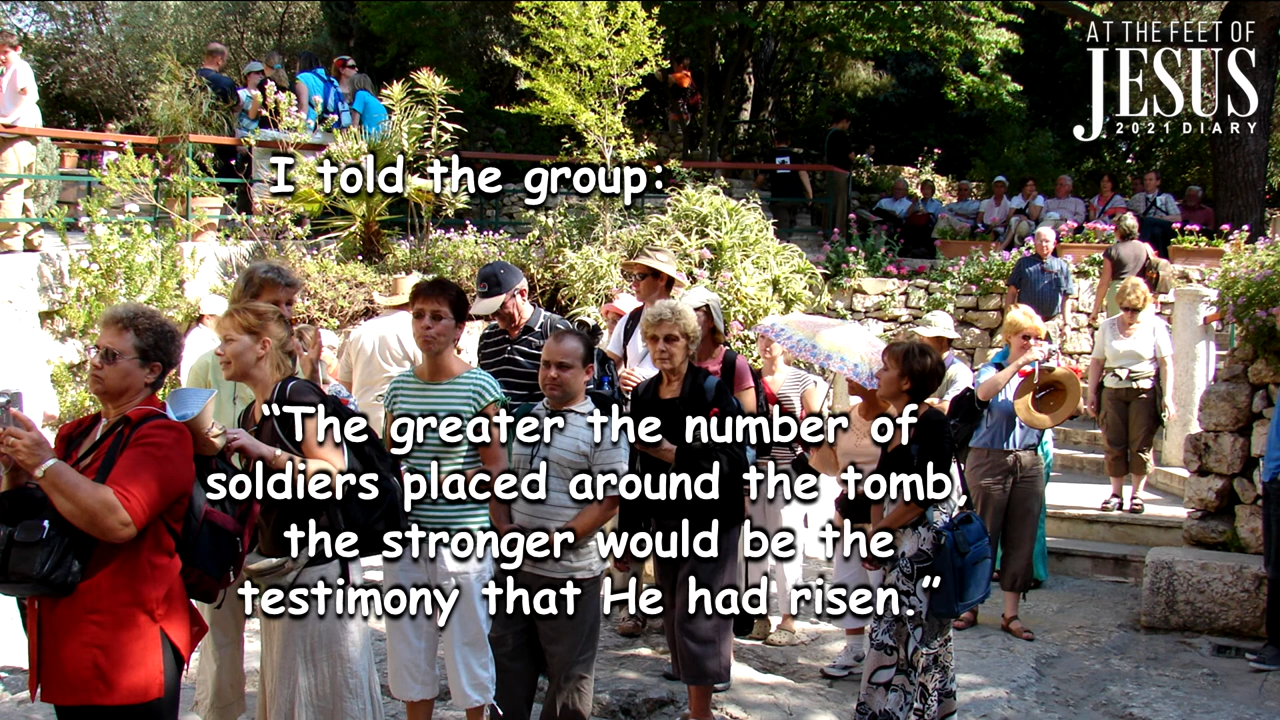 AT THE FEET OF
JESUS
2021 DIARY
I told the group:
“The greater the number of
soldiers placed around the tomb,
the stronger would be the
testimony that He had risen.”